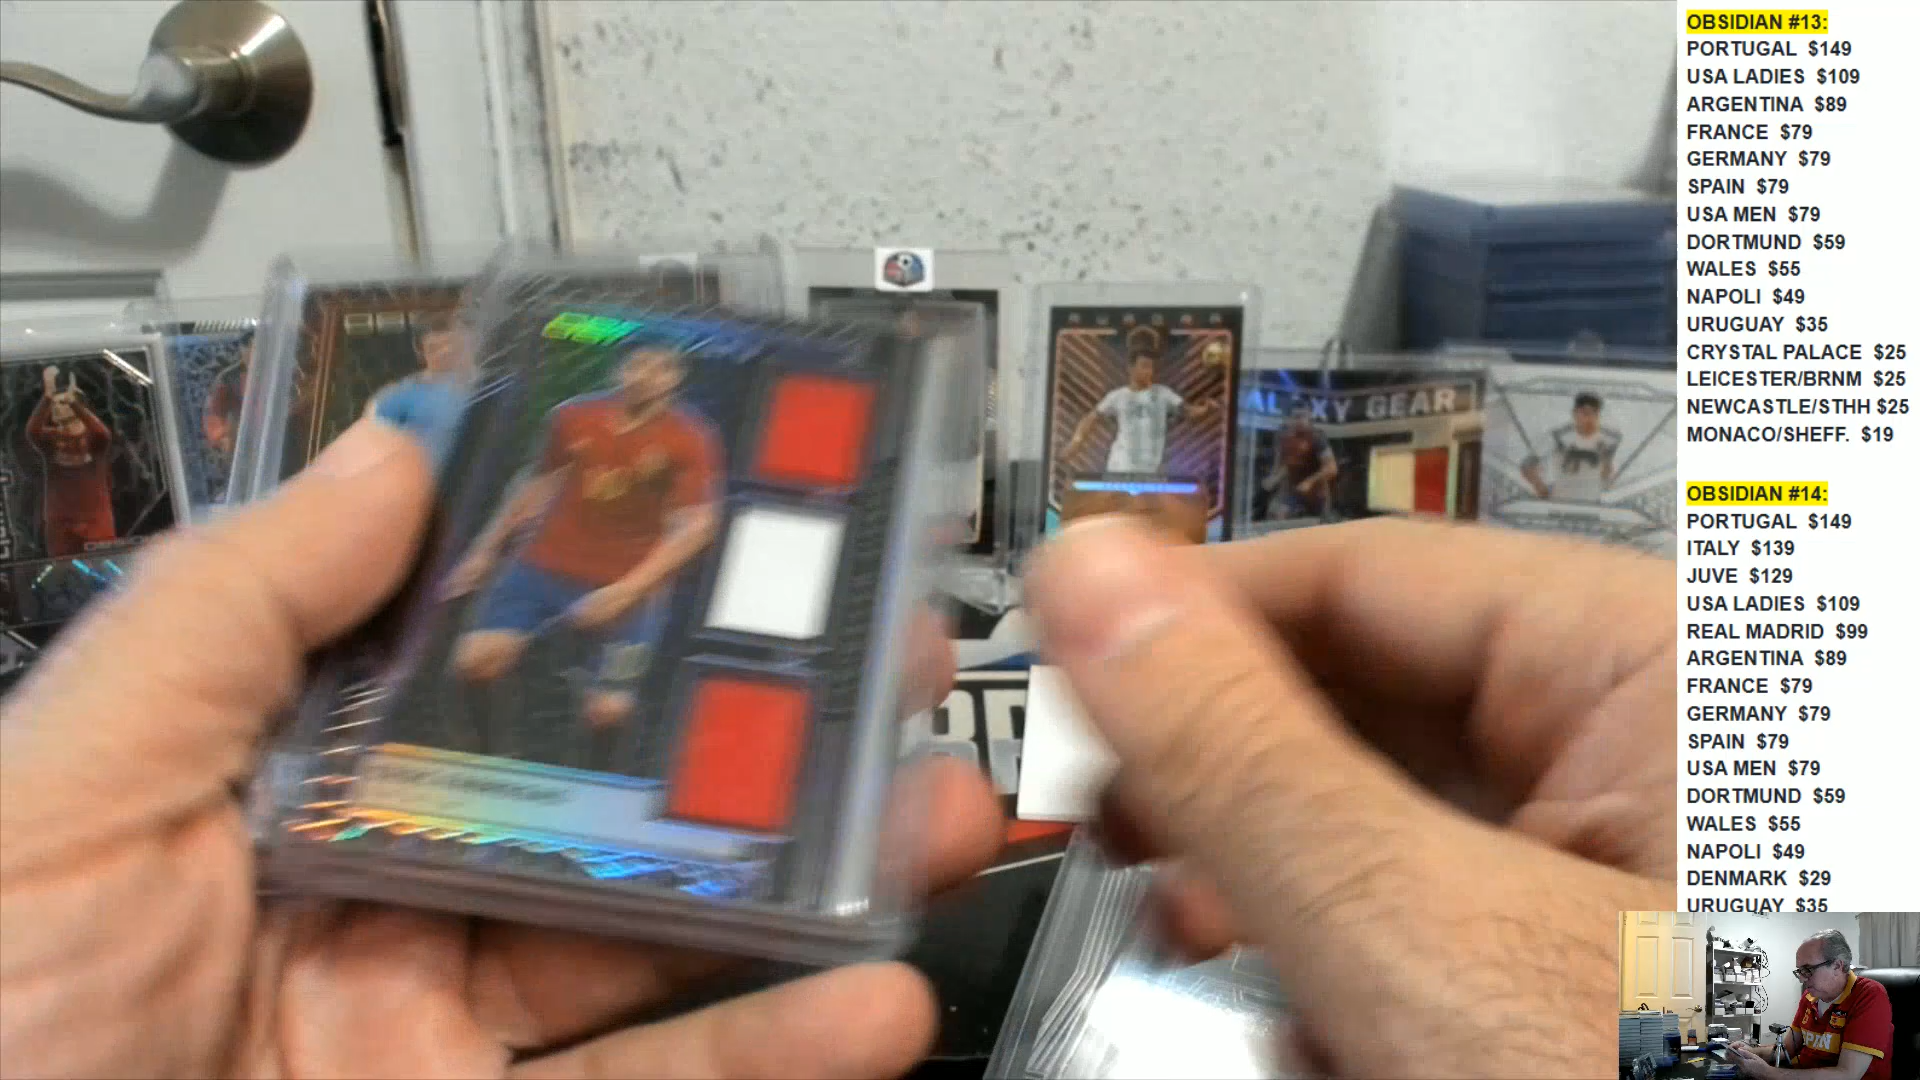 OBSIDIAN #13:
PORTUGAL $149
USA LADIES $109
ARGENTINA $89
FRANCE $79
GERMANY $79
SPAIN $79
USA MEN $79
DORTMUND $59
WALES $55
NAPOLI $49
URUGUAY $35
CRYSTAL PALACE $25
LEICESTER/BRNM $25
NEWCASTLE/STHH $25
MONACO/SHEFF. $19
OBSIDIAN #14:
PORTUGAL $149
ITALY $139
JUVE $129
USA LADIES $109
REAL MADRID $99
ARGENTINA $89
FRANCE $79
GERMANY $79
SPAIN $79
USA MEN $79
DORTMUND $59
WALES $55
NAPOLI $49
DENMARK $29
URUGUAY $35
AURORA
GALAXY GEAR